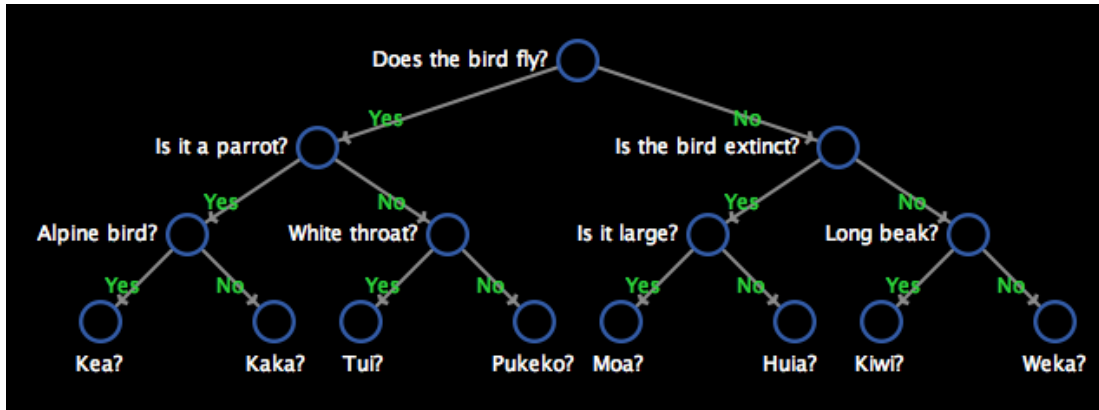 Does the bird fly?
Yes
No
Is it a parrot?
Is the bird extinct?
Yes
No
Yes
No
Alpine bird?
White throat?
Is it large?
Long beak?
Yes
No
Yes
No
Yes
No
Yes
No
Kea?
Kaka?
Tui?
Pukeko?
Moa?
Huia?
Kiwi?
Weka?